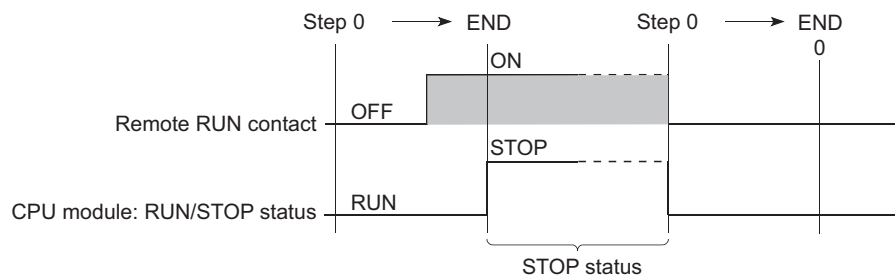 Step 0 → END Step 0 → END
0
ON
OFF
Remote RUN contact
STOP
RUN
CPU module: RUN/STOP status
STOP status